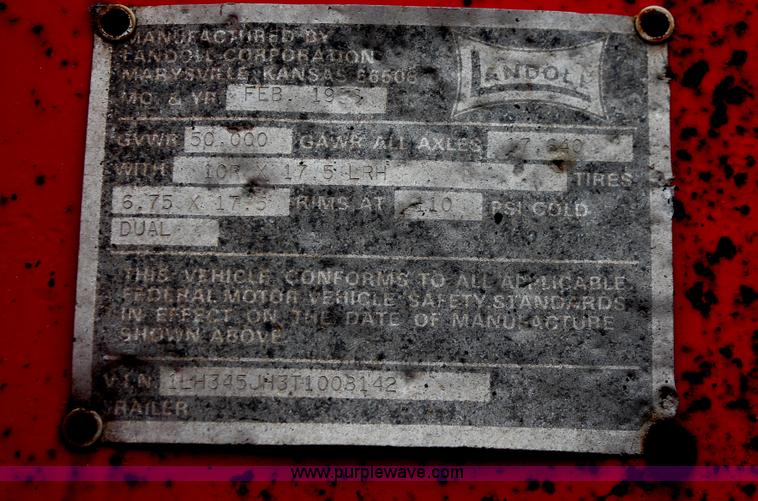 MANUFACTURED BY
LANDOLL CORPORATION
MARYSVILLE, KANSAS 66508
LANDOLL
MO. & YR FEB.
GVWR 50,000 GAWR ALL AXLES
WITH 17.5 LRH TIRES
6.75 X 17.5 RIMS AT 110 PSI COLD
DUAL
THIS VEHICLE CONFORMS TO ALL APPLICABLE
FEDERAL MOTOR VEHICLE SAFETY STANDARDS
IN EFFECT ON THE DATE OF MANUFACTURE
SHOWN ABOVE
V.I.N. 1LH345JH3T1008142
TRAILER
www.purplewave.com